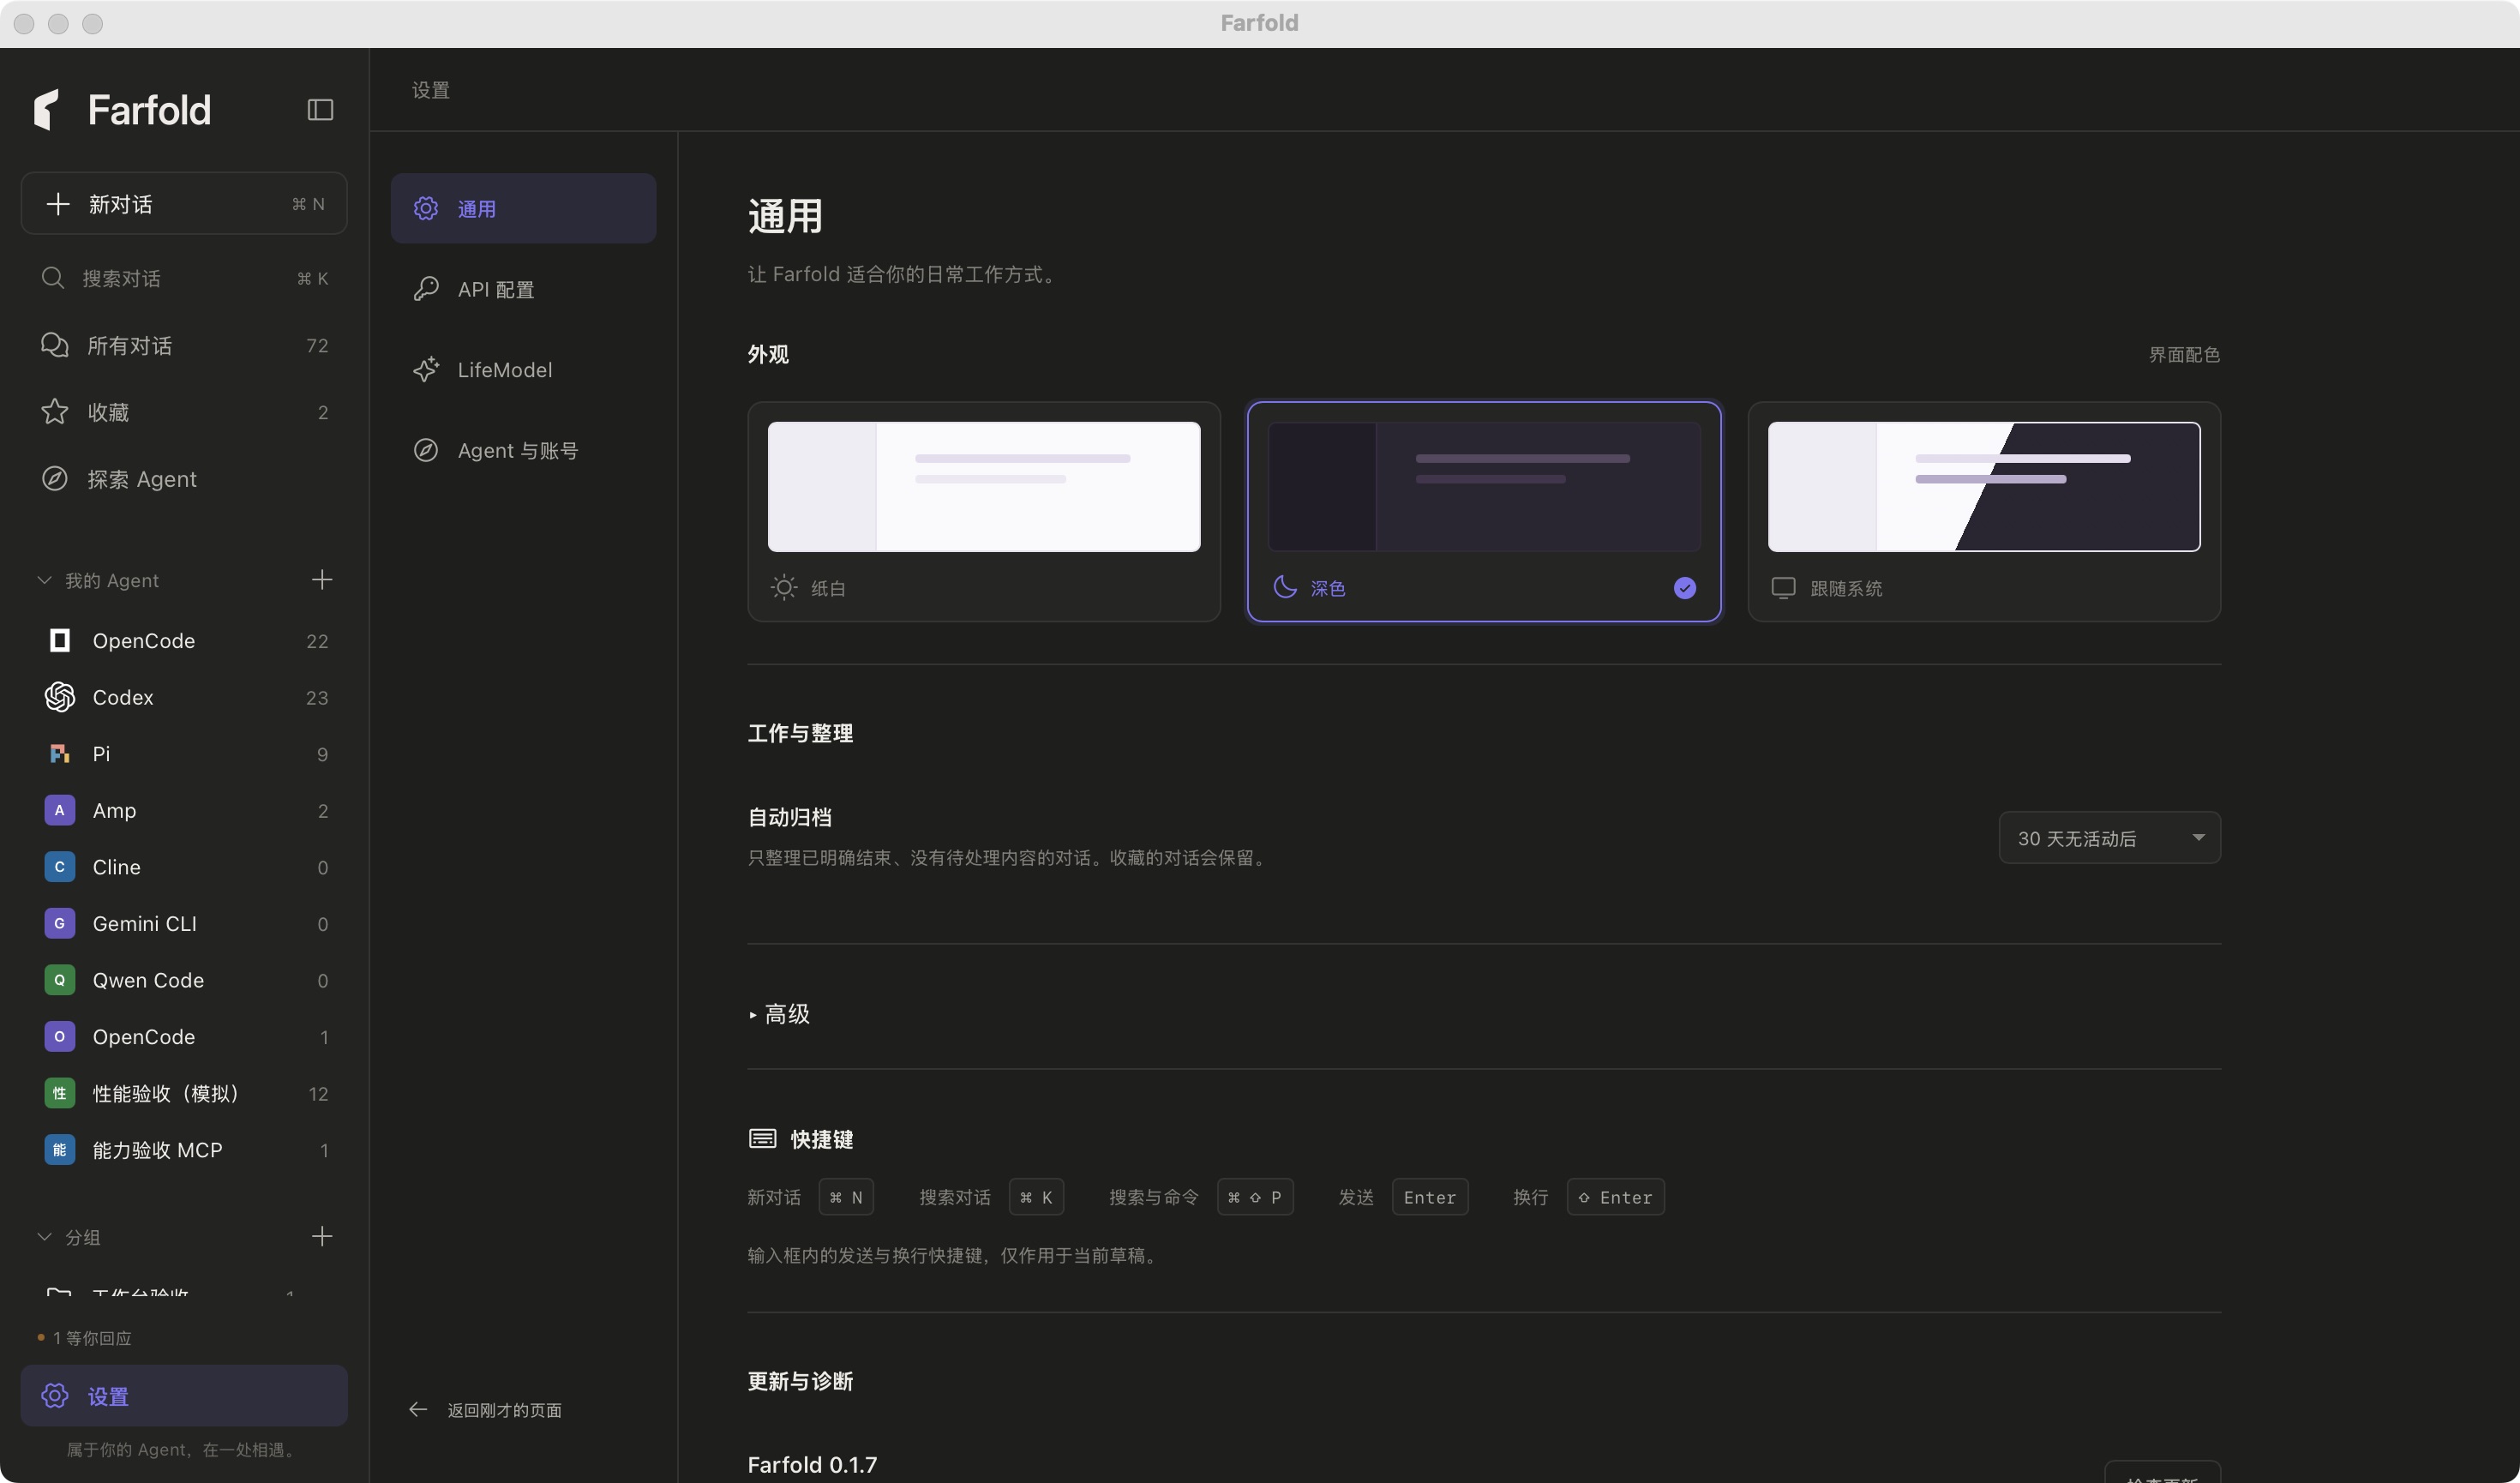 Farfold
Farfold
新对话 ⌘ N
搜索对话 ⌘ K
所有对话 72
收藏 2
探索 Agent
我的 Agent
OpenCode 22
Codex 23
Pi 9
A Amp 2
C Cline 0
G Gemini CLI 0
Q Qwen Code 0
O OpenCode 1
性 性能验收（模拟） 12
能 能力验收 MCP 1
分组
工作台验收 1
1 等你回应
设置
属于你的 Agent，在一处相遇。
设置
通用
API 配置
LifeModel
Agent 与账号
返回刚才的页面
通用
让 Farfold 适合你的日常工作方式。
外观 界面配色
纸白 深色 跟随系统
工作与整理
自动归档
只整理已明确结束、没有待处理内容的对话。收藏的对话会保留。
30 天无活动后
高级
快捷键
新对话 ⌘ N 搜索对话 ⌘ K 搜索与命令 ⌘ ⇧ P 发送 Enter 换行 ⇧ Enter
输入框内的发送与换行快捷键，仅作用于当前草稿。
更新与诊断
Farfold 0.1.7
检查更新